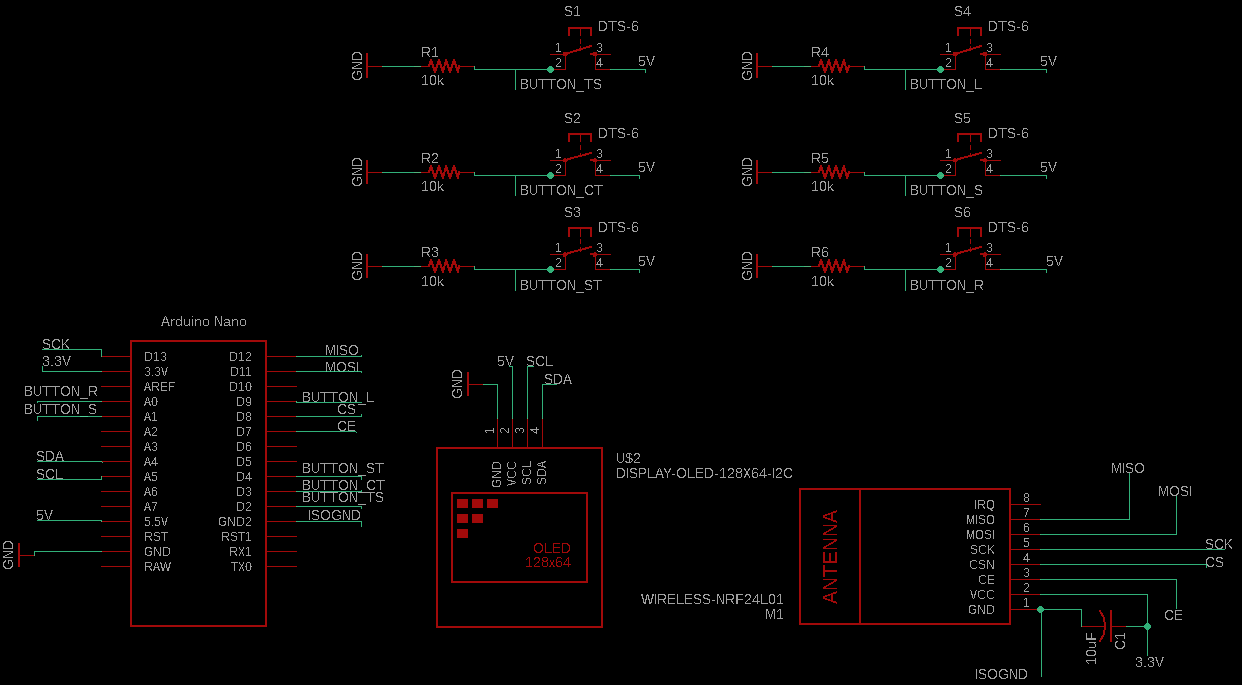 S1
DTS-6
GND
R1
10k
1
3
2
4
5V
BUTTON_TS
S4
DTS-6
GND
R4
10k
1
3
2
4
5V
BUTTON_L
S2
DTS-6
GND
R2
10k
1
3
2
4
5V
BUTTON_CT
S5
DTS-6
GND
R5
10k
1
3
2
4
5V
BUTTON_S
S3
DTS-6
GND
R3
10k
1
3
2
4
5V
BUTTON_ST
S6
DTS-6
GND
R6
10k
1
3
2
4
5V
BUTTON_R
Arduino Nano
SCK
3.3V
BUTTON_R
BUTTON_S
SDA
SCL
5V
GND
D13
3.3V
AREF
A0
A1
A2
A3
A4
A5
A6
A7
5.5V
RST
GND
RAW
D12
D11
D10
D9
D8
D7
D6
D5
D4
D3
D2
GND2
RST1
RX1
TX0
MISO
MOSI
BUTTON_L
CS
CE
BUTTON_ST
BUTTON_CT
BUTTON_TS
ISOGND
GND
5V
SCL
SDA
1
2
3
4
GND
VCC
SCL
SDA
OLED
128x64
U$2
DISPLAY-OLED-128X64-I2C
ANTENNA
WIRELESS-NRF24L01
M1
IRQ
MISO
MOSI
SCK
CSN
CE
VCC
GND
8
7
6
5
4
3
2
1
MISO
MOSI
SCK
CS
CE
10uF
C1
3.3V
ISOGND